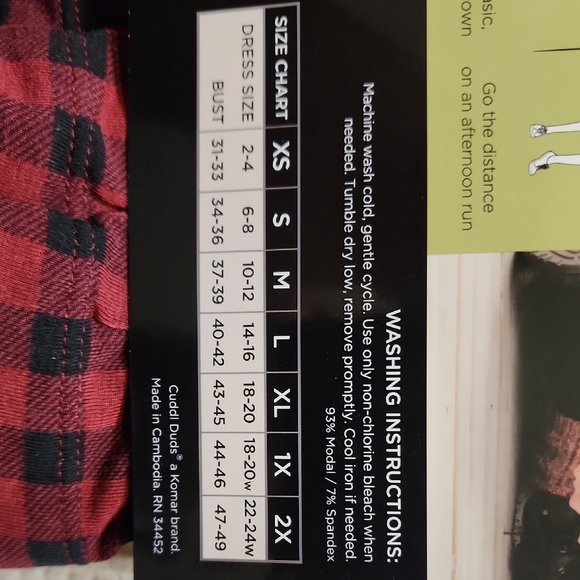 asic,
own
Go the distance
on an afternoon run
WASHING INSTRUCTIONS:
Machine wash cold, gentle cycle. Use only non-chlorine bleach when
needed. Tumble dry low, remove promptly. Cool iron if needed.
93% Modal / 7% Spandex
SIZE CHART XS S M L XL 1X 2X
DRESS SIZE 2-4 6-8 10-12 14-16 18-20 18-20w 22-24w
BUST 31-33 34-36 37-39 40-42 43-45 44-46 47-49
Cuddl Duds® a Komar brand.
Made in Cambodia. RN 34452